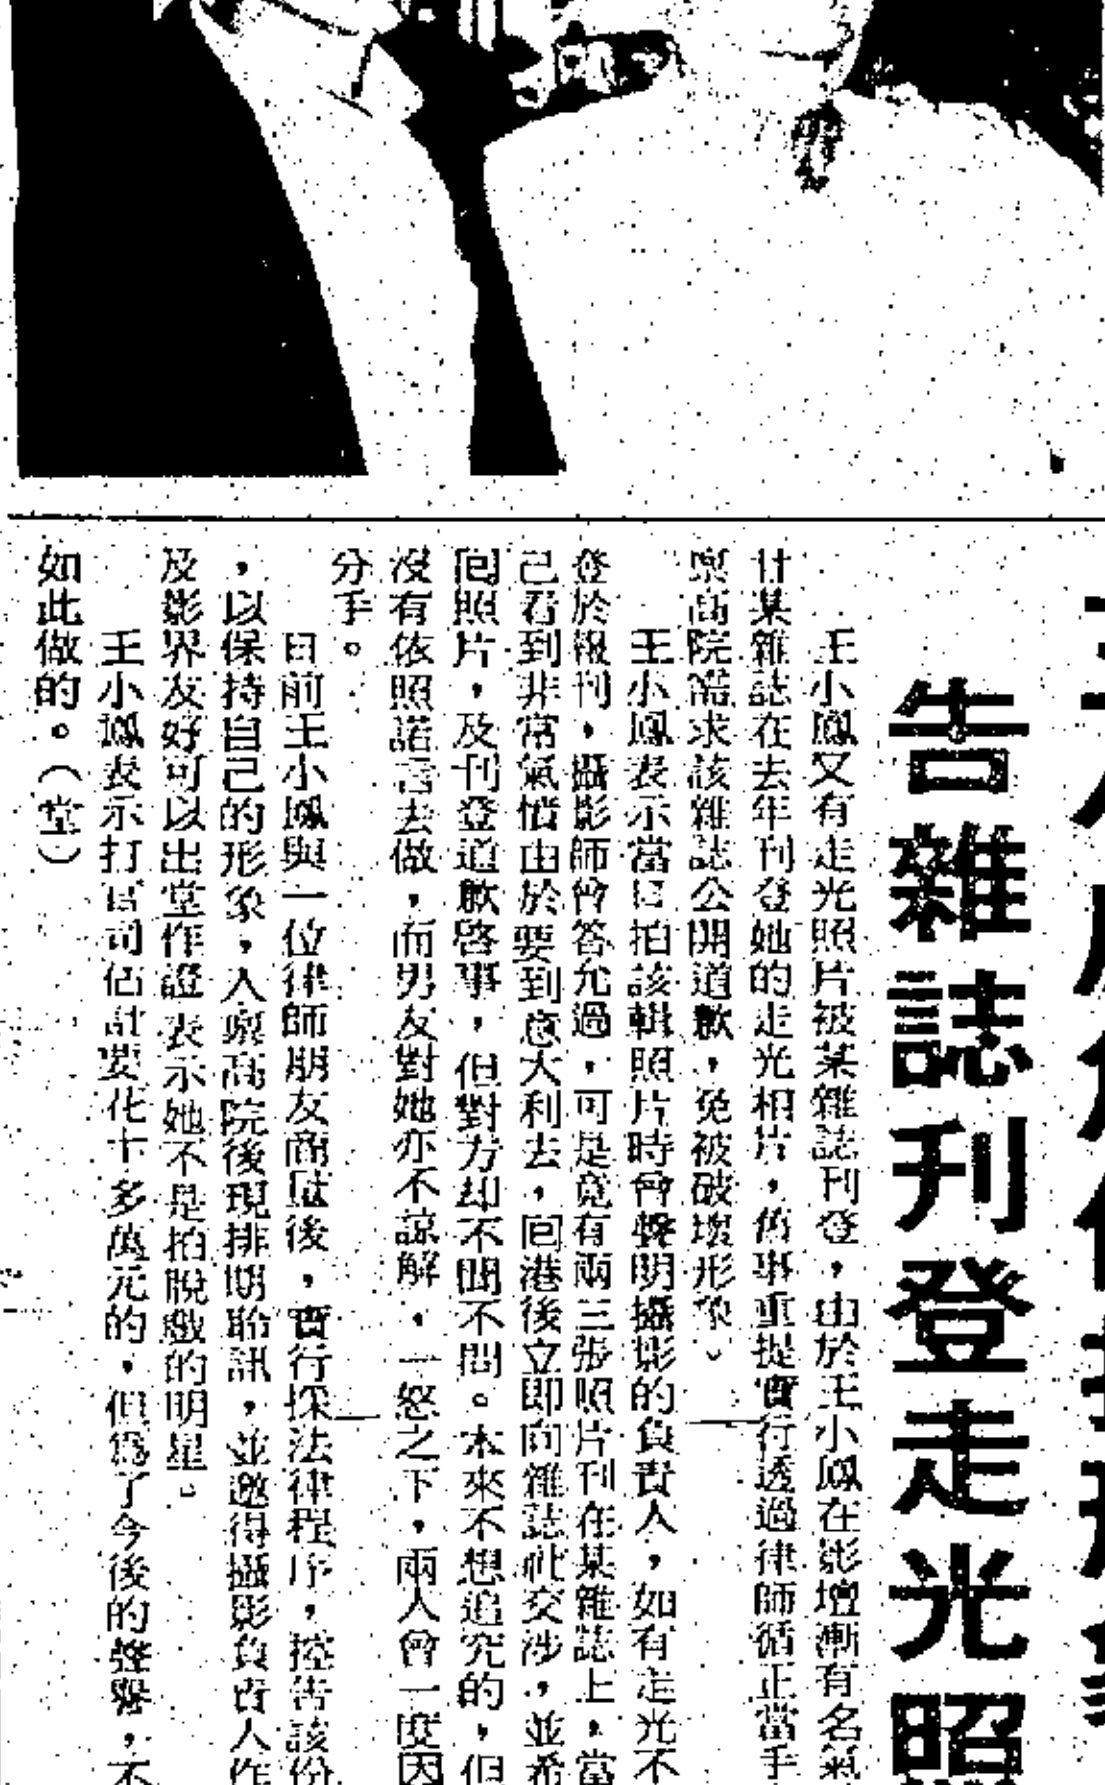 告雜誌刊登走光照
王小鳳又有走光照片被某雜誌刊登，由於王小鳳在影壇漸有名氣
甘某雜誌在去年刊登她的走光相片，舊事重提實行透過律師循正當手
稟高院需求該雜誌公開道歉，免被破壞形象。
王小鳳表示當日拍該輯照片時曾聲明攝影的負責人，如有走光不
登於報刊，攝影師曾答允過，可是竟有兩三張照片刊在某雜誌上，當
己看到非常氣憤由於要到意大利去，囘港後立即向雜誌社交涉，並希
囘照片，及刊登道歉啓事，但對方却不聞不問。本來不想追究的，但
沒有依照諾言去做，而男友對她亦不諒解，一怒之下，兩人曾一度因
分手。
日前王小鳳與一位律師朋友商量後，實行採法律程序，控告該份
，以保持自己的形象，入稟高院後現排期聆訊，並邀得攝影負責人作
及影界友好可以出堂作證表示她不是拍脫戲的明星。
王小鳳表示打官司估計要化十多萬元的，但爲了今後的聲譽，不
如此做的。（堂）